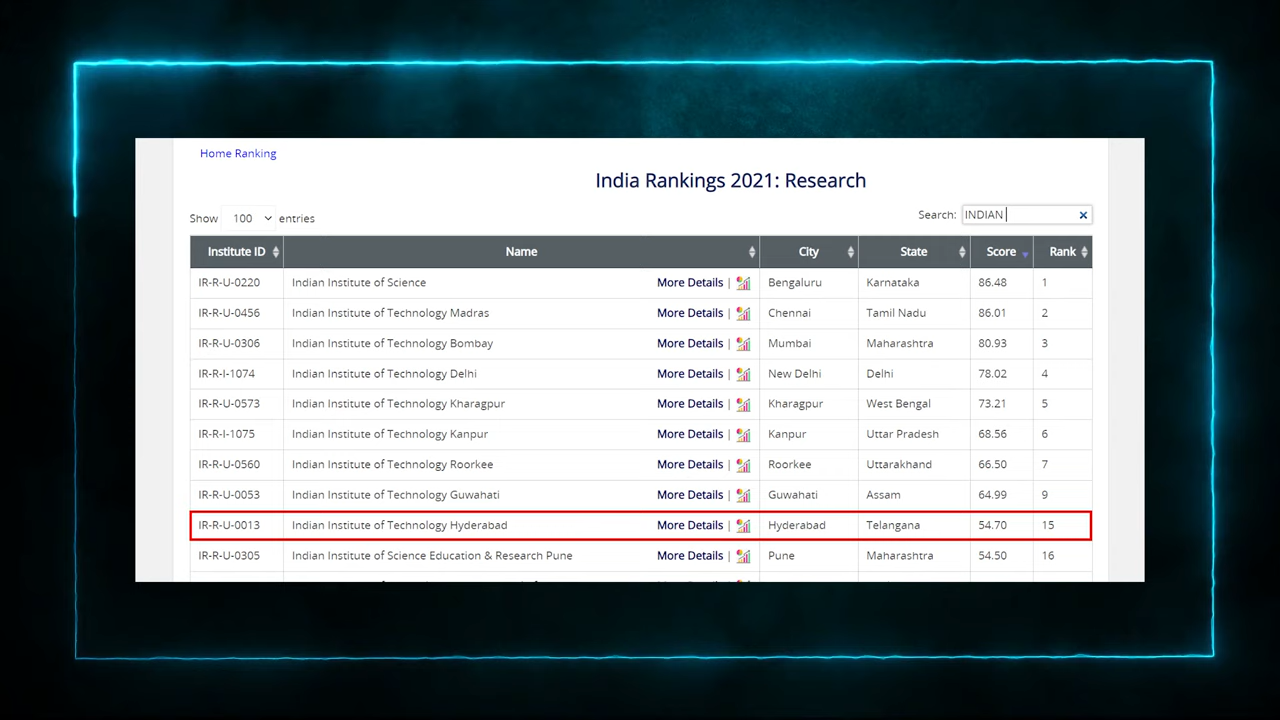 Home Ranking
India Rankings 2021: Research
Show 100 entries Search: INDIAN
Institute ID Name City State Score Rank
IR-R-U-0220 Indian Institute of Science More Details | Bengaluru Karnataka 86.48 1
IR-R-U-0456 Indian Institute of Technology Madras More Details | Chennai Tamil Nadu 86.01 2
IR-R-U-0306 Indian Institute of Technology Bombay More Details | Mumbai Maharashtra 80.93 3
IR-R-I-1074 Indian Institute of Technology Delhi More Details | New Delhi Delhi 78.02 4
IR-R-U-0573 Indian Institute of Technology Kharagpur More Details | Kharagpur West Bengal 73.21 5
IR-R-I-1075 Indian Institute of Technology Kanpur More Details | Kanpur Uttar Pradesh 68.56 6
IR-R-U-0560 Indian Institute of Technology Roorkee More Details | Roorkee Uttarakhand 66.50 7
IR-R-U-0053 Indian Institute of Technology Guwahati More Details | Guwahati Assam 64.99 9
IR-R-U-0013 Indian Institute of Technology Hyderabad More Details | Hyderabad Telangana 54.70 15
IR-R-U-0305 Indian Institute of Science Education & Research Pune More Details | Pune Maharashtra 54.50 16